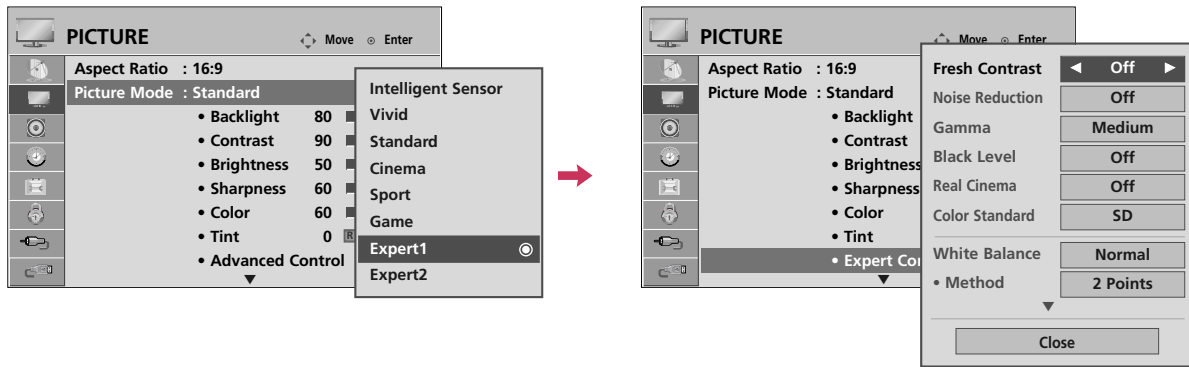 PICTURE
Move Enter
Aspect Ratio : 16:9
Picture Mode : Standard
• Backlight 80
• Contrast 90
• Brightness 50
• Sharpness 60
• Color 60
• Tint 0 R
• Advanced Control
Intelligent Sensor
Vivid
Standard
Cinema
Sport
Game
Expert1
Expert2
PICTURE
Move Enter
Aspect Ratio : 16:9
Picture Mode : Standard
• Backlight
• Contrast
• Brightness
• Sharpness
• Color
• Tint
• Expert Co
Fresh Contrast Off
Noise Reduction Off
Gamma Medium
Black Level Off
Real Cinema Off
Color Standard SD
White Balance Normal
• Method 2 Points
Close